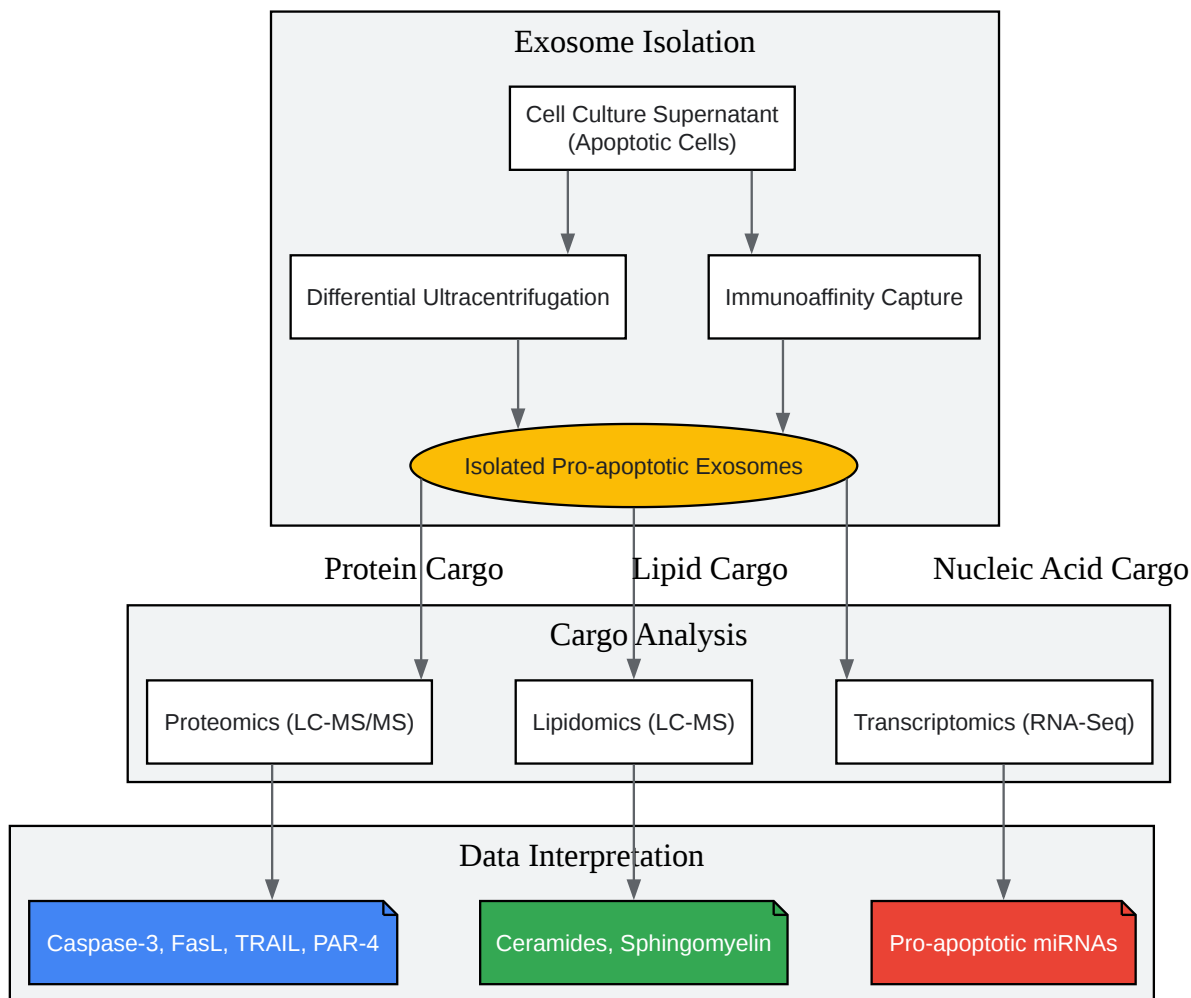 Exosome Isolation
Cell Culture Supernatant
(Apoptotic Cells)
Differential Ultracentrifugation
Immunoaffinity Capture
Isolated Pro-apoptotic Exosomes
Protein Cargo
Lipid Cargo
Nucleic Acid Cargo
Cargo Analysis
Proteomics (LC-MS/MS)
Lipidomics (LC-MS)
Transcriptomics (RNA-Seq)
Data Interpretation
Caspase-3, FasL, TRAIL, PAR-4
Ceramides, Sphingomyelin
Pro-apoptotic miRNAs